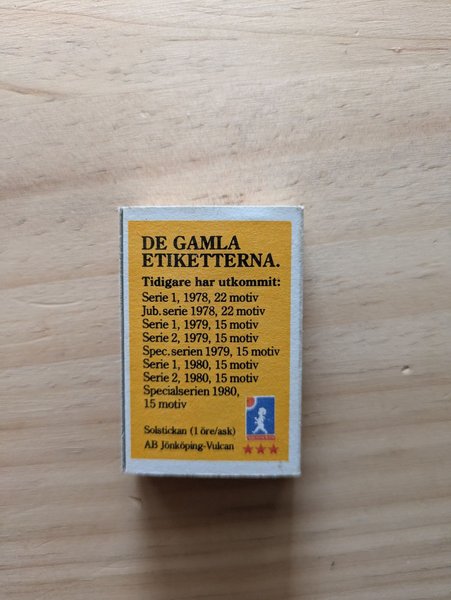 DE GAMLA
ETIKETTERNA.
Tidigare har utkommit:
Serie 1, 1978, 22 motiv
Jub. serie 1978, 22 motiv
Serie 1, 1979, 15 motiv
Serie 2, 1979, 15 motiv
Spec. serien 1979, 15 motiv
Serie 1, 1980, 15 motiv
Serie 2, 1980, 15 motiv
Specialserien 1980,
15 motiv
Solstickan (1 öre/ask)
AB Jönköping-Vulcan